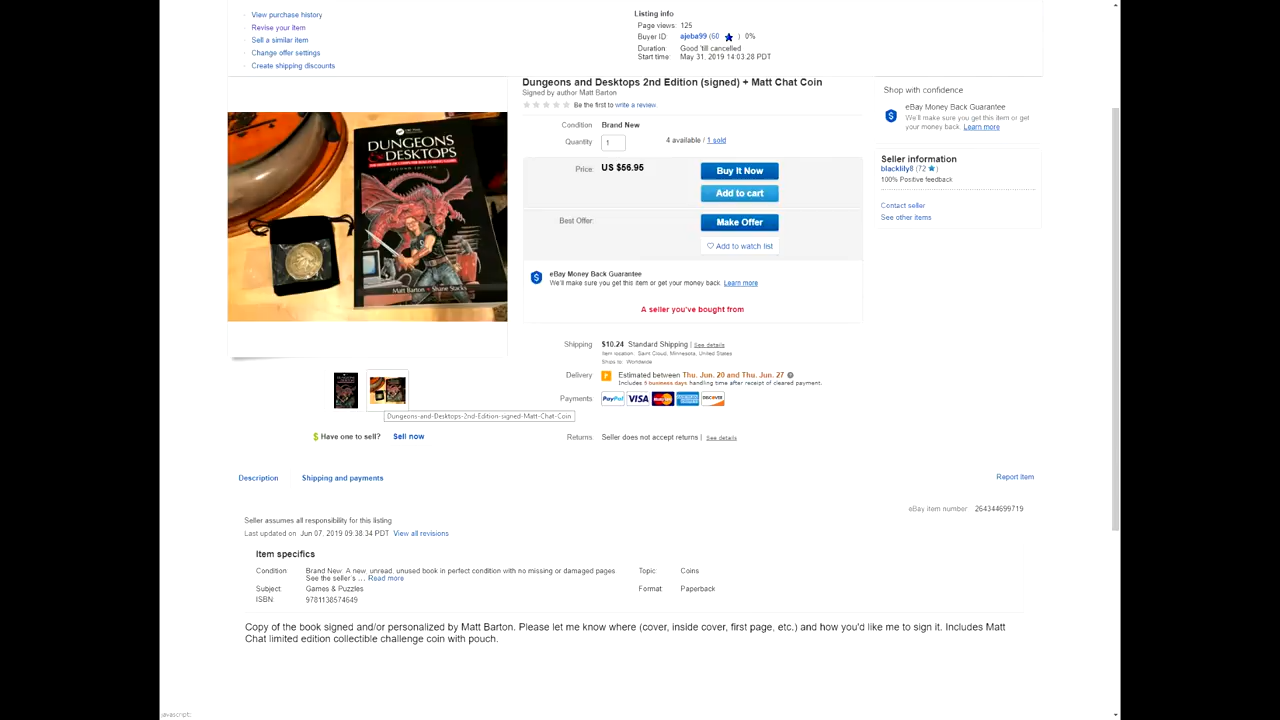 View purchase history
Revise your item
Sell a similar item
Change offer settings
Create shipping discounts
Listing info
Page views: 125
Buyer ID: ajeba99 (60 ) 0%
Duration: Good 'till cancelled
Start time: May 31, 2019 14:03:28 PDT
Dungeons and Desktops 2nd Edition (signed) + Matt Chat Coin
Signed by author Matt Barton
Be the first to write a review.
Condition: Brand New
Quantity: 1 4 available / 1 sold
Price: US $56.95
Buy It Now
Add to cart
Best Offer:
Make Offer
Add to watch list
eBay Money Back Guarantee
We'll make sure you get this item or get your money back. Learn more
A seller you've bought from
Shop with confidence
eBay Money Back Guarantee
We'll make sure you get this item or
get your money back. Learn more
Seller information
blacklily8 (72 )
100% Positive feedback
Contact seller
See other items
DUNGEONS
& DESKTOPS
SECOND EDITION
Matt Barton • Shane Stacks
Shipping: $10.24 Standard Shipping | See details
Item location: Saint Cloud, Minnesota, United States
Ships to: Worldwide
Delivery: Estimated between Thu. Jun. 20 and Thu. Jun. 27
Includes 5 business days handling time after receipt of cleared payment.
Payments: PayPal VISA MasterCard DISCOVER
Returns: Seller does not accept returns | See details
Dungeons-and-Desktops-2nd-Edition-signed-Matt-Chat-Coin
$ Have one to sell? Sell now
Description Shipping and payments Report item
eBay item number: 264344699719
Seller assumes all responsibility for this listing.
Last updated on Jun 07, 2019 09:38:34 PDT View all revisions
Item specifics
Condition: Brand New: A new, unread, unused book in perfect condition with no missing or damaged pages.
See the seller's ... Read more
Topic: Coins
Subject: Games & Puzzles
Format: Paperback
ISBN: 9781138574649
Copy of the book signed and/or personalized by Matt Barton. Please let me know where (cover, inside cover, first page, etc.) and how you'd like me to sign it. Includes Matt
Chat limited edition collectible challenge coin with pouch.
javascript: